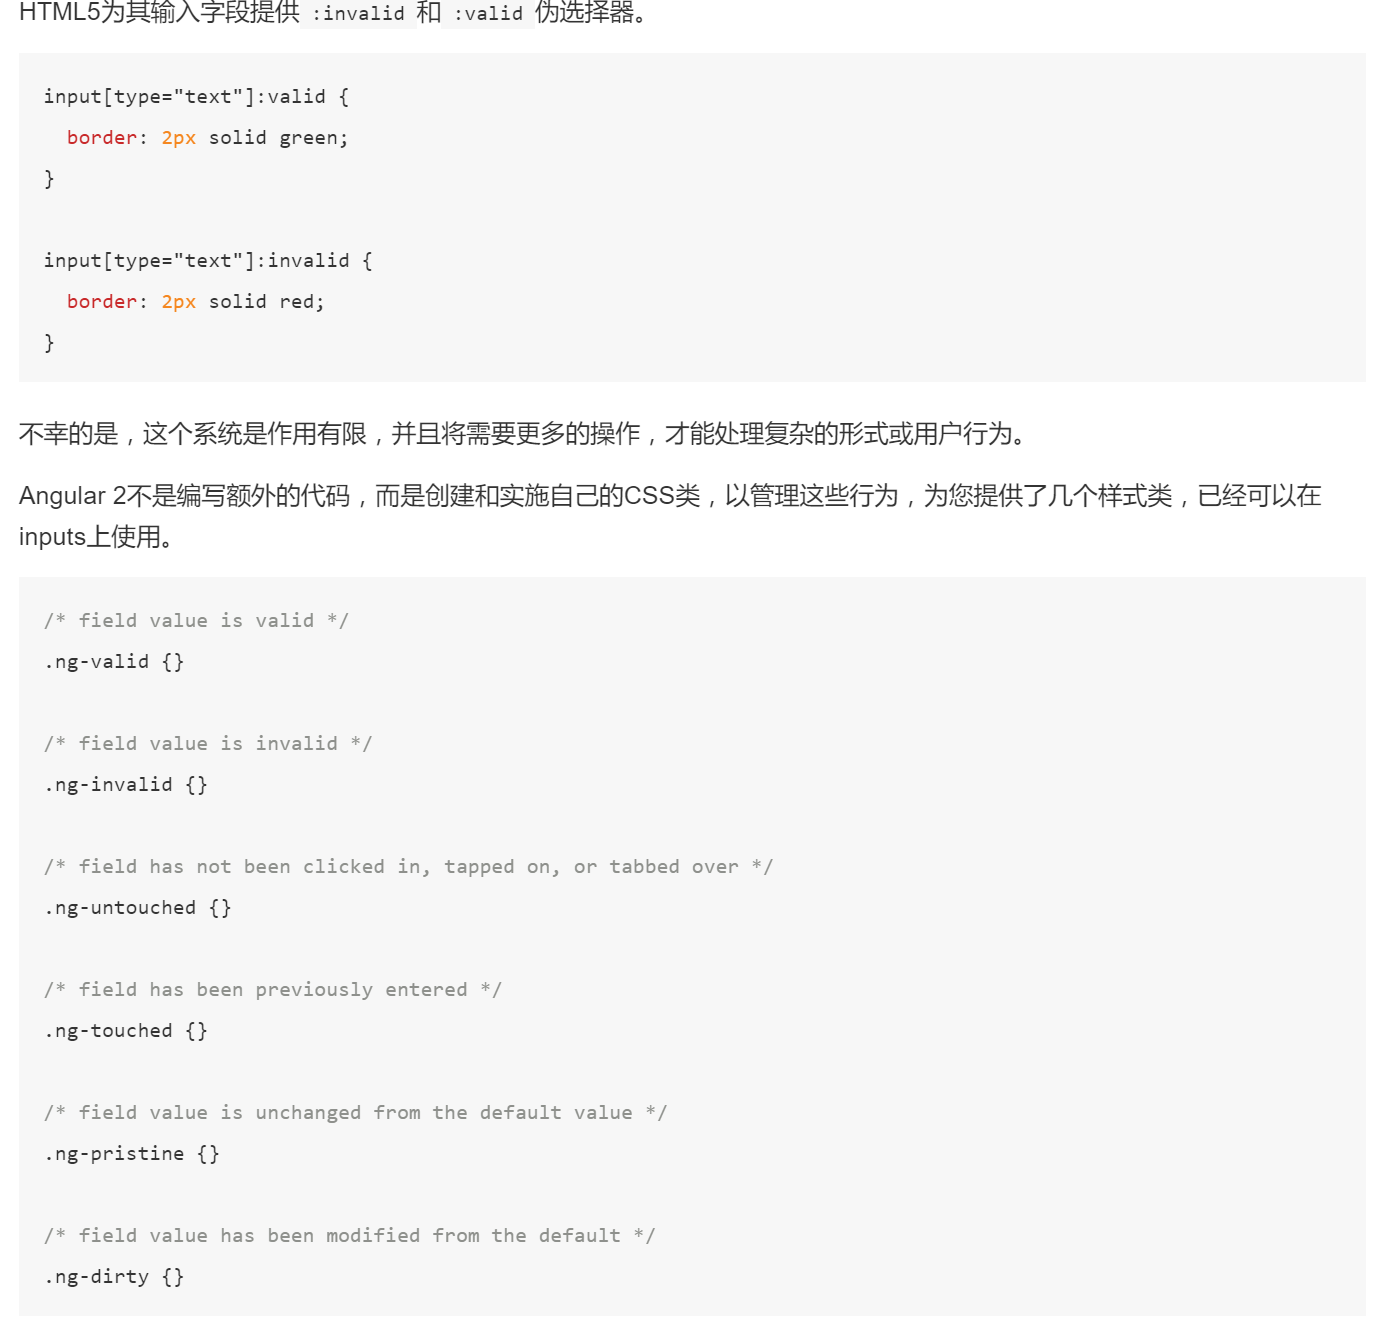 HTML5为其输入字段提供 :invalid 和 :valid 伪选择器。
input[type="text"]:valid {
  border: 2px solid green;
}
input[type="text"]:invalid {
  border: 2px solid red;
}
不幸的是，这个系统是作用有限，并且将需要更多的操作，才能处理复杂的形式或用户行为。
Angular 2不是编写额外的代码，而是创建和实施自己的CSS类，以管理这些行为，为您提供了几个样式类，已经可以在
inputs上使用。
/* field value is valid */
.ng-valid {}
/* field value is invalid */
.ng-invalid {}
/* field has not been clicked in, tapped on, or tabbed over */
.ng-untouched {}
/* field has been previously entered */
.ng-touched {}
/* field value is unchanged from the default value */
.ng-pristine {}
/* field value has been modified from the default */
.ng-dirty {}